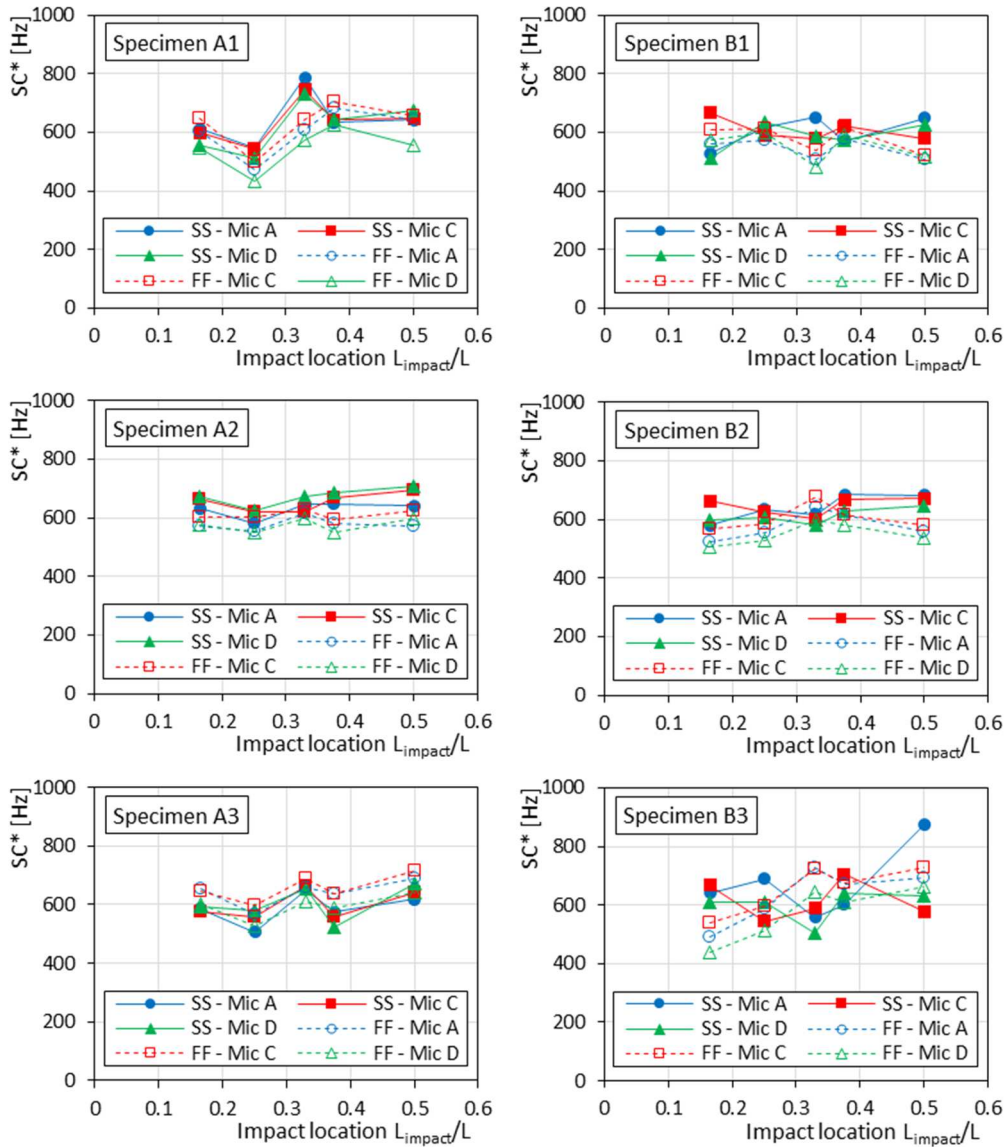 SC* [Hz]
1000
Specimen A1
800
600
400
SS - Mic A SS - Mic C
200
SS - Mic D FF - Mic A
FF - Mic C FF - Mic D
0
0 0.1 0.2 0.3 0.4 0.5 0.6
Impact location Limpact/L
SC* [Hz]
1000
Specimen B1
800
600
400
SS - Mic A SS - Mic C
200
SS - Mic D FF - Mic A
FF - Mic C FF - Mic D
0
0 0.1 0.2 0.3 0.4 0.5 0.6
Impact location Limpact/L
SC* [Hz]
1000
Specimen A2
800
600
400
SS - Mic A SS - Mic C
200
SS - Mic D FF - Mic A
FF - Mic C FF - Mic D
0
0 0.1 0.2 0.3 0.4 0.5 0.6
Impact location Limpact/L
SC* [Hz]
1000
Specimen B2
800
600
400
SS - Mic A SS - Mic C
200
SS - Mic D FF - Mic A
FF - Mic C FF - Mic D
0
0 0.1 0.2 0.3 0.4 0.5 0.6
Impact location Limpact/L
SC* [Hz]
1000
Specimen A3
800
600
400
SS - Mic A SS - Mic C
200
SS - Mic D FF - Mic A
FF - Mic C FF - Mic D
0
0 0.1 0.2 0.3 0.4 0.5 0.6
Impact location Limpact/L
SC* [Hz]
1000
Specimen B3
800
600
400
SS - Mic A SS - Mic C
200
SS - Mic D FF - Mic A
FF - Mic C FF - Mic D
0
0 0.1 0.2 0.3 0.4 0.5 0.6
Impact location Limpact/L